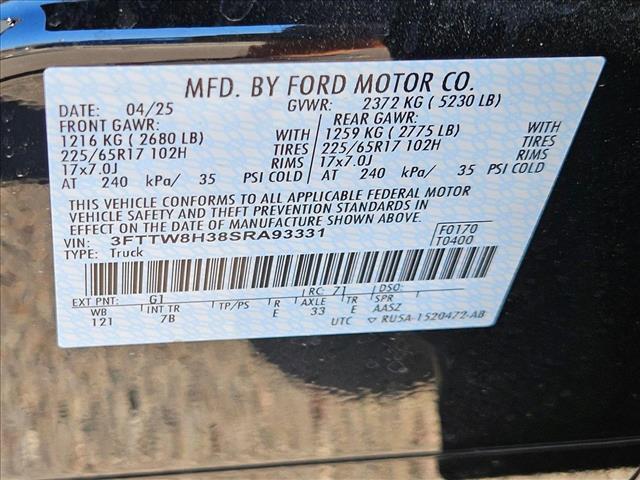 MFD. BY FORD MOTOR CO.
DATE: 04/25 GVWR: 2372 KG ( 5230 LB)
FRONT GAWR: REAR GAWR:
1216 KG ( 2680 LB) WITH 1259 KG ( 2775 LB) WITH
225/65R17 102H TIRES 225/65R17 102H TIRES
17x7.0J RIMS 17x7.0J RIMS
AT 240 kPa/ 35 PSI COLD AT 240 kPa/ 35 PSI COLD
THIS VEHICLE CONFORMS TO ALL APPLICABLE FEDERAL MOTOR
VEHICLE SAFETY AND THEFT PREVENTION STANDARDS IN
EFFECT ON THE DATE OF MANUFACTURE SHOWN ABOVE.
VIN: 3FTTW8H38SRA93331 F0170
TYPE: Truck T0400
EXT PNT: G1 RC: 71 DSO:
WB INT TR TP/PS R AXLE TR SPR
121 7B E 33 E AASZ
UTC ▽ RUSA-1520472-AB